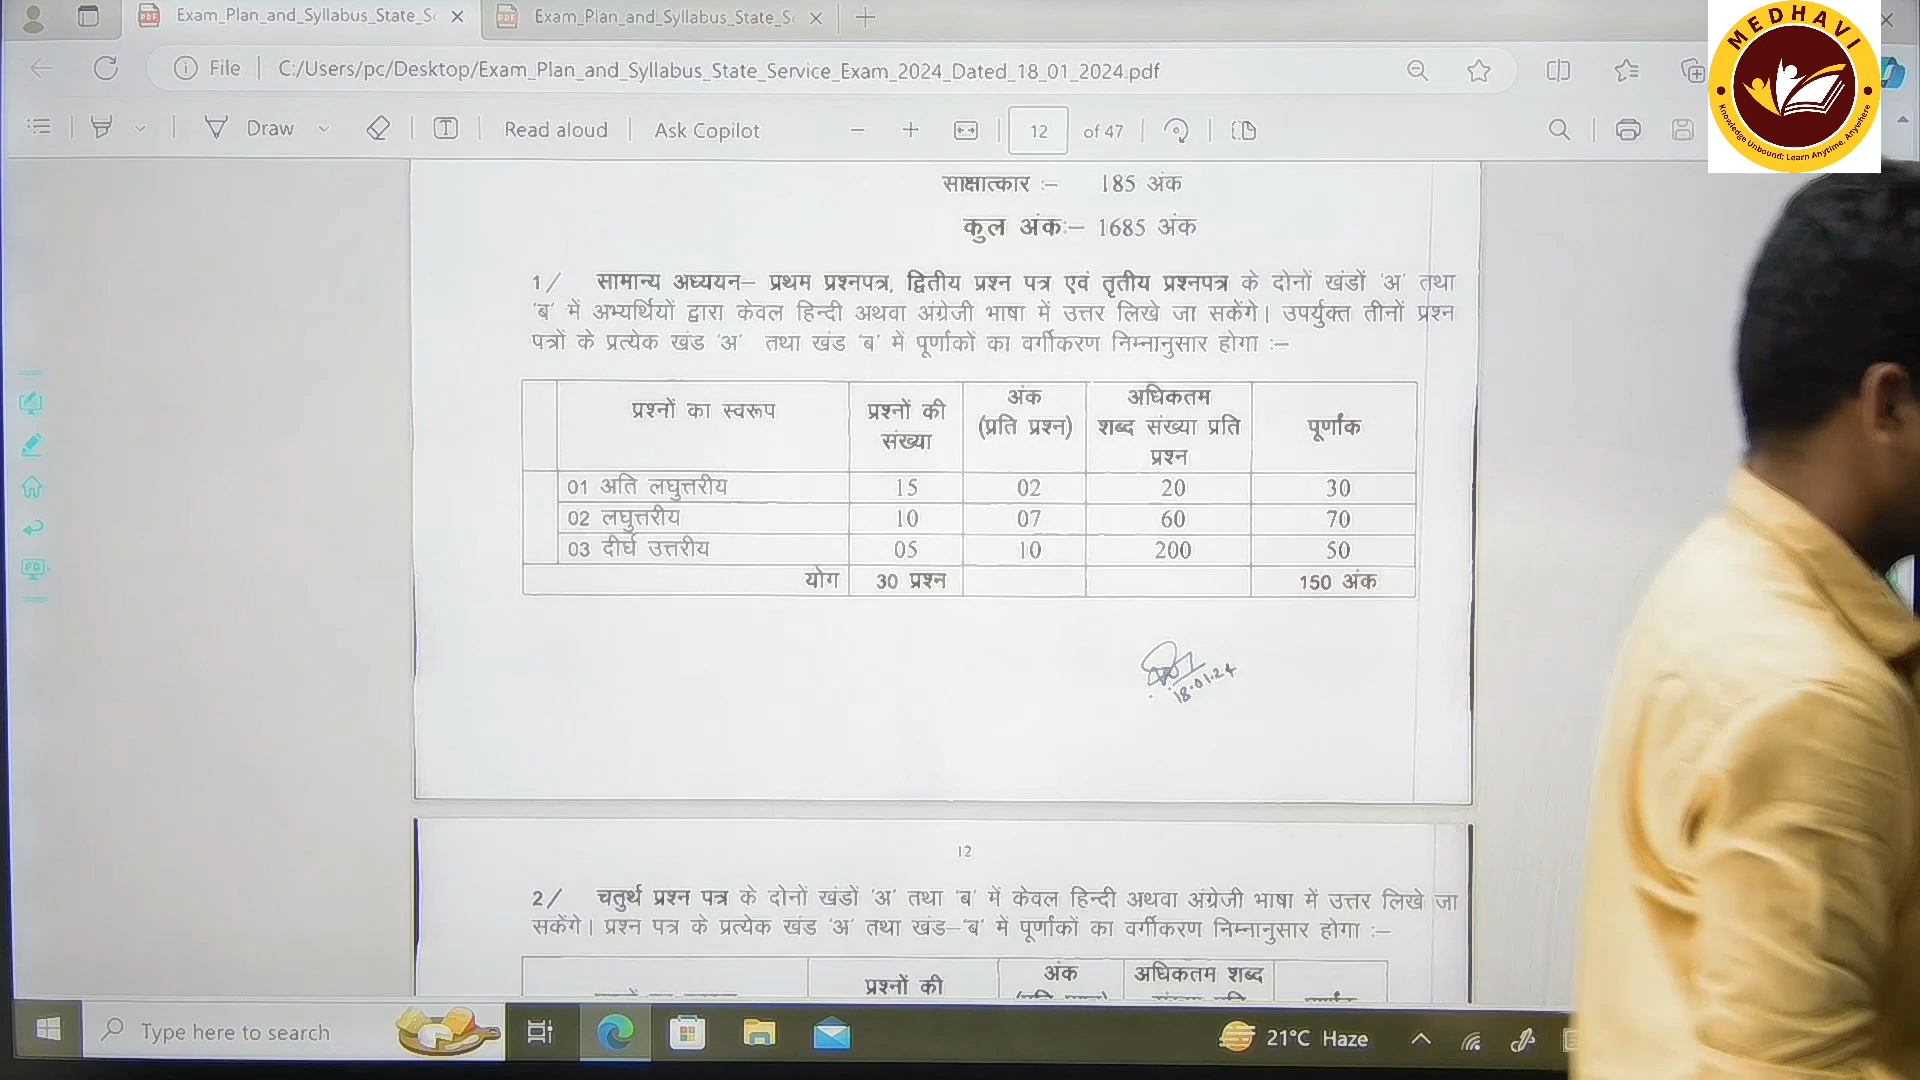 Exam_Plan_and_Syllabus_State_S
Exam_Plan_and_Syllabus_State_S
File
C:/Users/pc/Desktop/Exam_Plan_and_Syllabus_State_Service_Exam_2024_Dated_18_01_2024.pdf
Draw
Read aloud
Ask Copilot
12
of 47
MEDHAVI
Knowledge Unbound; Learn Anytime, Anywhere
साक्षात्कार :– 185 अंक
कुल अंक:– 1685 अंक
1/ सामान्य अध्ययन– प्रथम प्रश्नपत्र, द्वितीय प्रश्न पत्र एवं तृतीय प्रश्नपत्र के दोनों खंडों 'अ' तथा
'ब' में अभ्यर्थियों द्वारा केवल हिन्दी अथवा अंग्रेजी भाषा में उत्तर लिखे जा सकेंगे। उपर्युक्त तीनों प्रश्न
पत्रों के प्रत्येक खंड 'अ' तथा खंड 'ब' में पूर्णांकों का वर्गीकरण निम्नानुसार होगा :–
प्रश्नों का स्वरूप
प्रश्नों की
संख्या
अंक
(प्रति प्रश्न)
अधिकतम
शब्द संख्या प्रति
प्रश्न
पूर्णांक
01 अति लघुत्तरीय 15 02 20 30
02 लघुत्तरीय 10 07 60 70
03 दीर्घ उत्तरीय 05 10 200 50
योग 30 प्रश्न 150 अंक
18.01.24
12
2/ चतुर्थ प्रश्न पत्र के दोनों खंडों 'अ' तथा 'ब' में केवल हिन्दी अथवा अंग्रेजी भाषा में उत्तर लिखे जा
सकेंगे। प्रश्न पत्र के प्रत्येक खंड 'अ' तथा खंड–'ब' में पूर्णांकों का वर्गीकरण निम्नानुसार होगा :–
प्रश्नों की
अंक
अधिकतम शब्द
Type here to search
21°C Haze